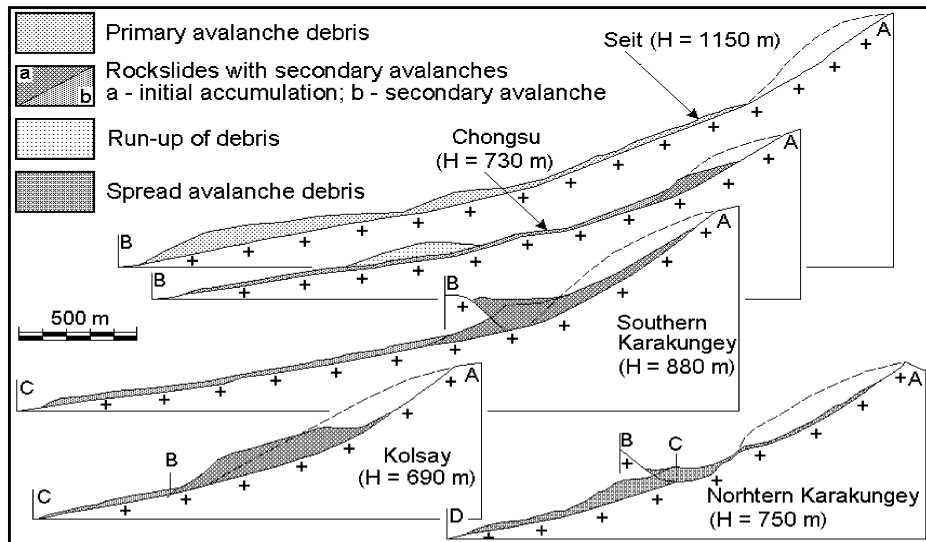 Primary avalanche debris
a
b
Rockslides with secondary avalanches
a - initial accumulation; b - secondary avalanche
Run-up of debris
Spread avalanche debris
Seit (H = 1150 m)
A
B
Chongsu
(H = 730 m)
A
B
500 m
A
B
C
Southern
Karakungey
(H = 880 m)
A
B
C
Kolsay
(H = 690 m)
A
B
C
D
Norhtern Karakungey
(H = 750 m)